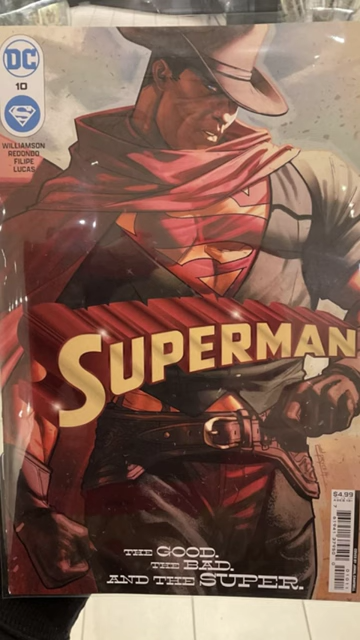 DC
10
WILLIAMSON
REDONDO
FILIPE
LUCAS
SUPERMAN
$4.99
THE GOOD.
THE BAD.
AND THE SUPER.